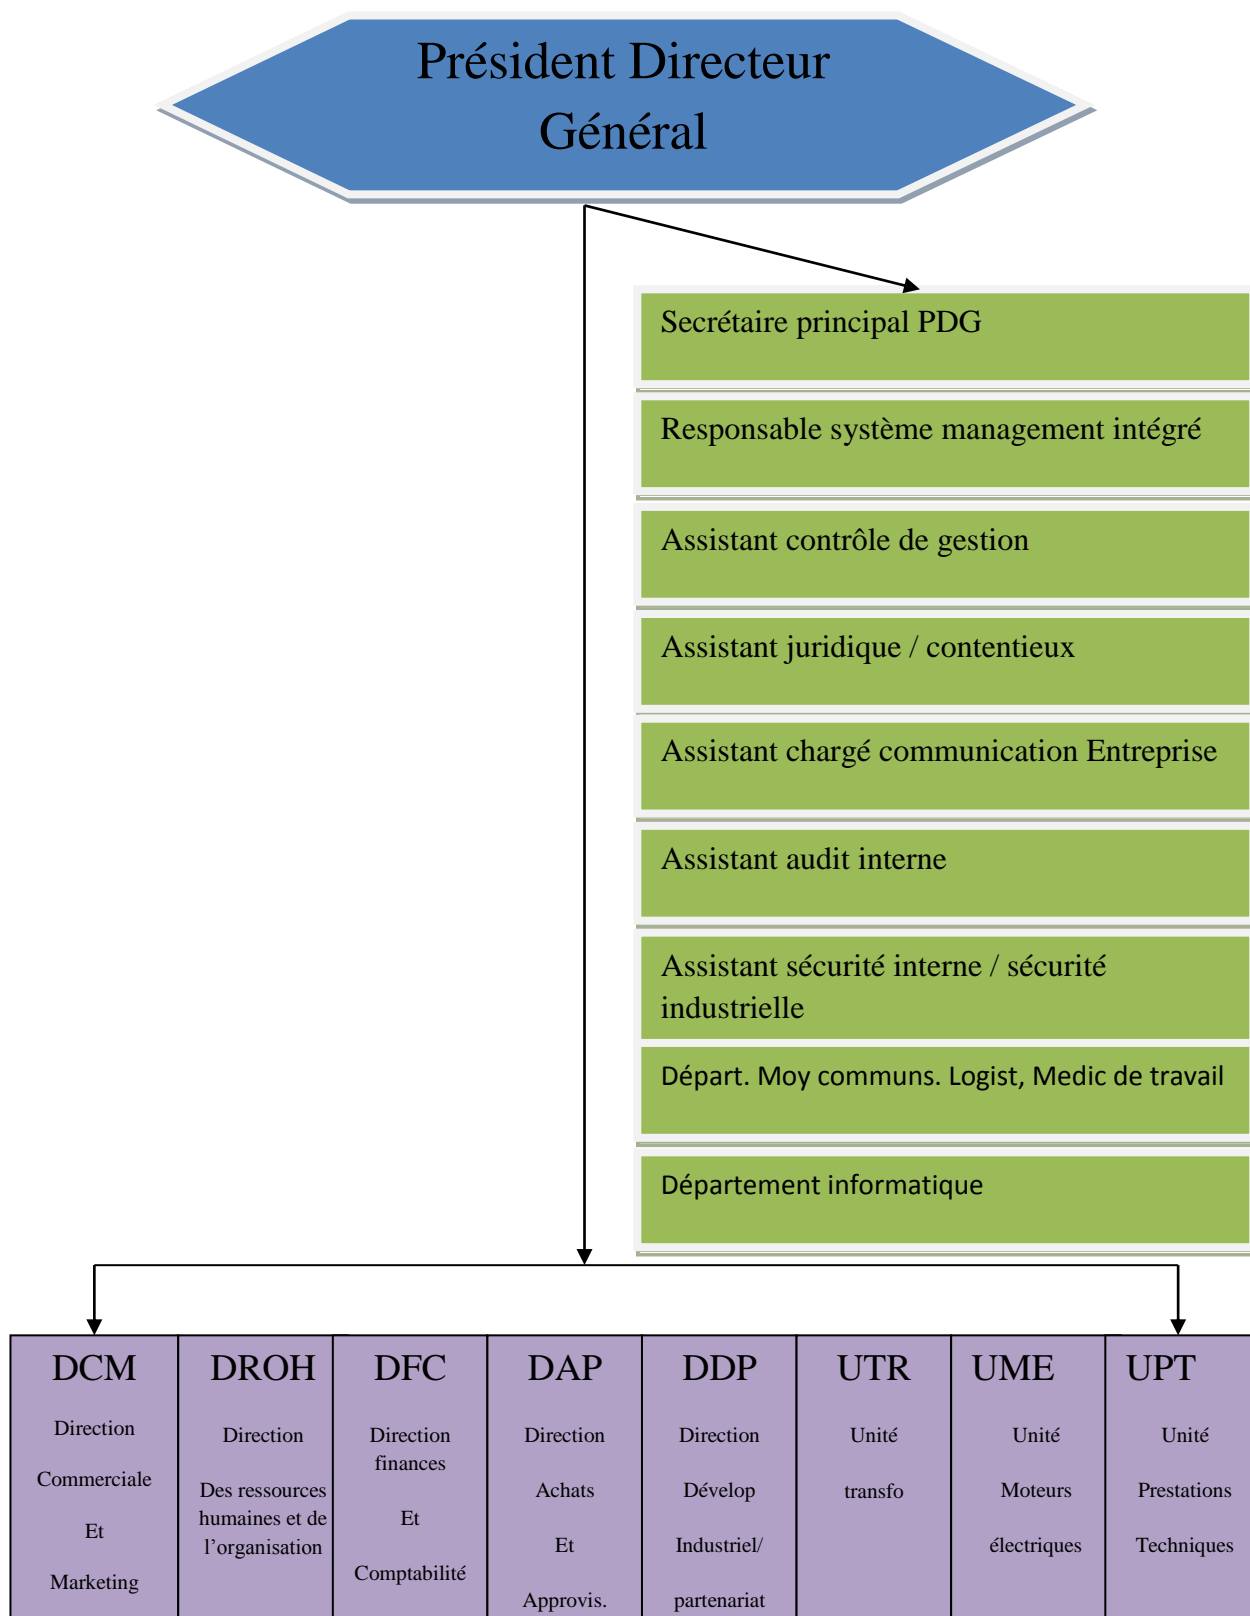 Président Directeur
Général
Secrétaire principal PDG
Responsable système management intégré
Assistant contrôle de gestion
Assistant juridique / contentieux
Assistant chargé communication Entreprise
Assistant audit interne
Assistant sécurité interne / sécurité
industrielle
Départ. Moy communs. Logist, Medic de travail
Département informatique
DCM
Direction
Commerciale
Et
Marketing
DROH
Direction
Des ressources
humaines et de
l’organisation
DFC
Direction
finances
Et
Comptabilité
DAP
Direction
Achats
Et
Approvis.
DDP
Direction
Dévelop
Industriel/
partenariat
UTR
Unité
transfo
UME
Unité
Moteurs
électriques
UPT
Unité
Prestations
Techniques